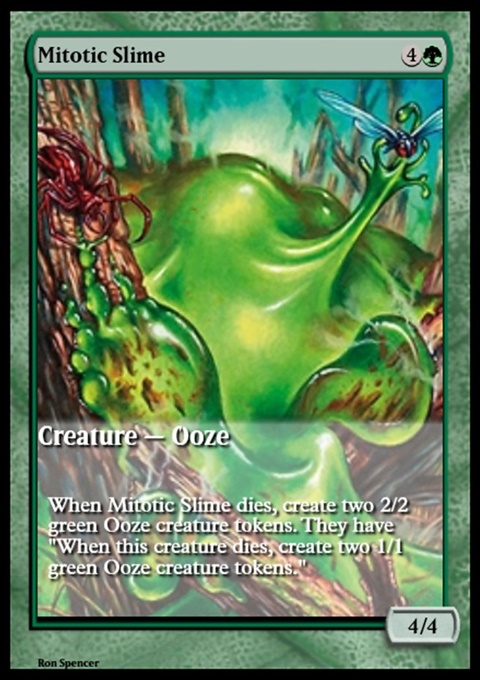 Mitotic Slime 4
Creature — Ooze
When Mitotic Slime dies, create two 2/2
green Ooze creature tokens. They have
"When this creature dies, create two 1/1
green Ooze creature tokens."
4/4
Ron Spencer